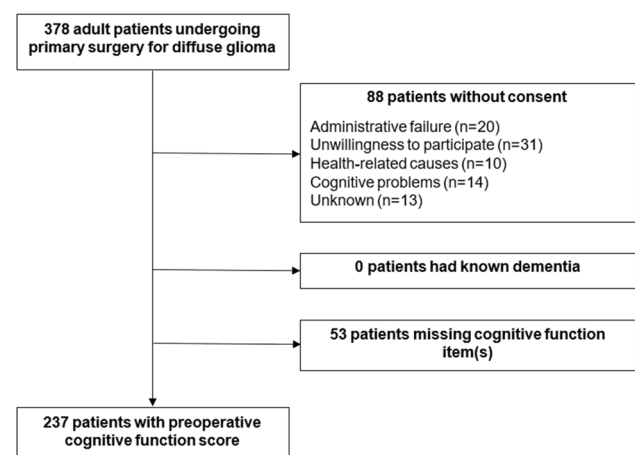 378 adult patients undergoing
primary surgery for diffuse glioma
88 patients without consent
Administrative failure (n=20)
Unwillingness to participate (n=31)
Health-related causes (n=10)
Cognitive problems (n=14)
Unknown (n=13)
0 patients had known dementia
53 patients missing cognitive function
item(s)
237 patients with preoperative
cognitive function score